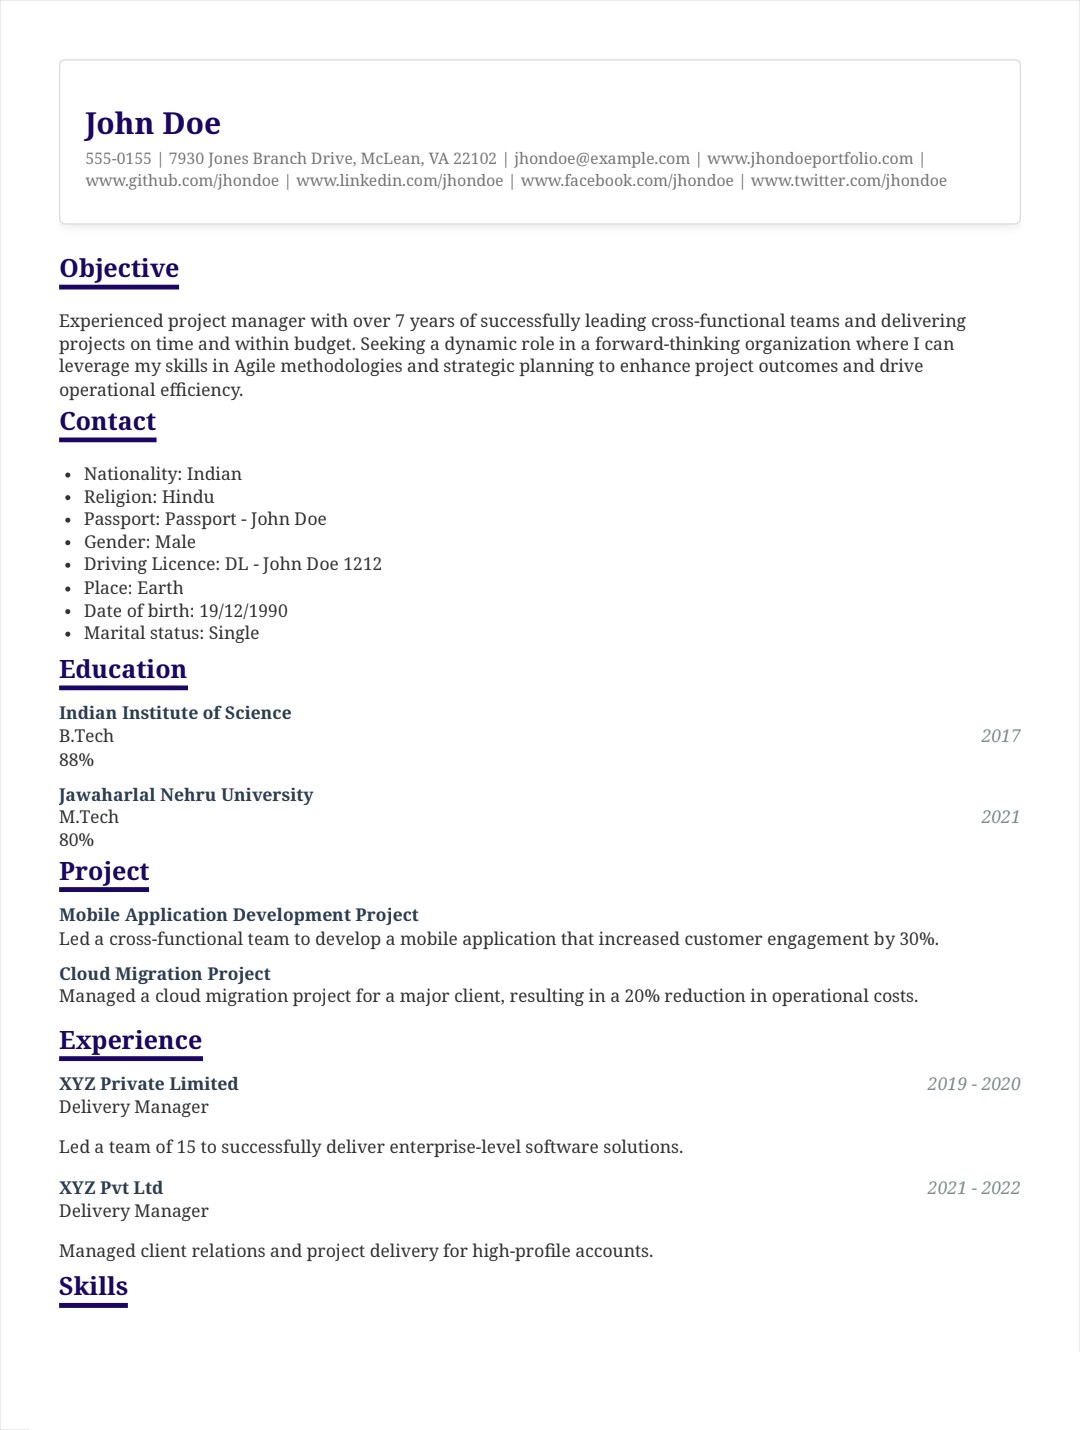 John Doe
555-0155 | 7930 Jones Branch Drive, McLean, VA 22102 | jhondoe@example.com | www.jhondoeportfolio.com |
www.github.com/jhondoe | www.linkedin.com/jhondoe | www.facebook.com/jhondoe | www.twitter.com/jhondoe
Objective
Experienced project manager with over 7 years of successfully leading cross-functional teams and delivering
projects on time and within budget. Seeking a dynamic role in a forward-thinking organization where I can
leverage my skills in Agile methodologies and strategic planning to enhance project outcomes and drive
operational efficiency.
Contact
• Nationality: Indian
• Religion: Hindu
• Passport: Passport - John Doe
• Gender: Male
• Driving Licence: DL - John Doe 1212
• Place: Earth
• Date of birth: 19/12/1990
• Marital status: Single
Education
Indian Institute of Science
B.Tech 2017
88%
Jawaharlal Nehru University
M.Tech 2021
80%
Project
Mobile Application Development Project
Led a cross-functional team to develop a mobile application that increased customer engagement by 30%.
Cloud Migration Project
Managed a cloud migration project for a major client, resulting in a 20% reduction in operational costs.
Experience
XYZ Private Limited 2019 - 2020
Delivery Manager
Led a team of 15 to successfully deliver enterprise-level software solutions.
XYZ Pvt Ltd 2021 - 2022
Delivery Manager
Managed client relations and project delivery for high-profile accounts.
Skills